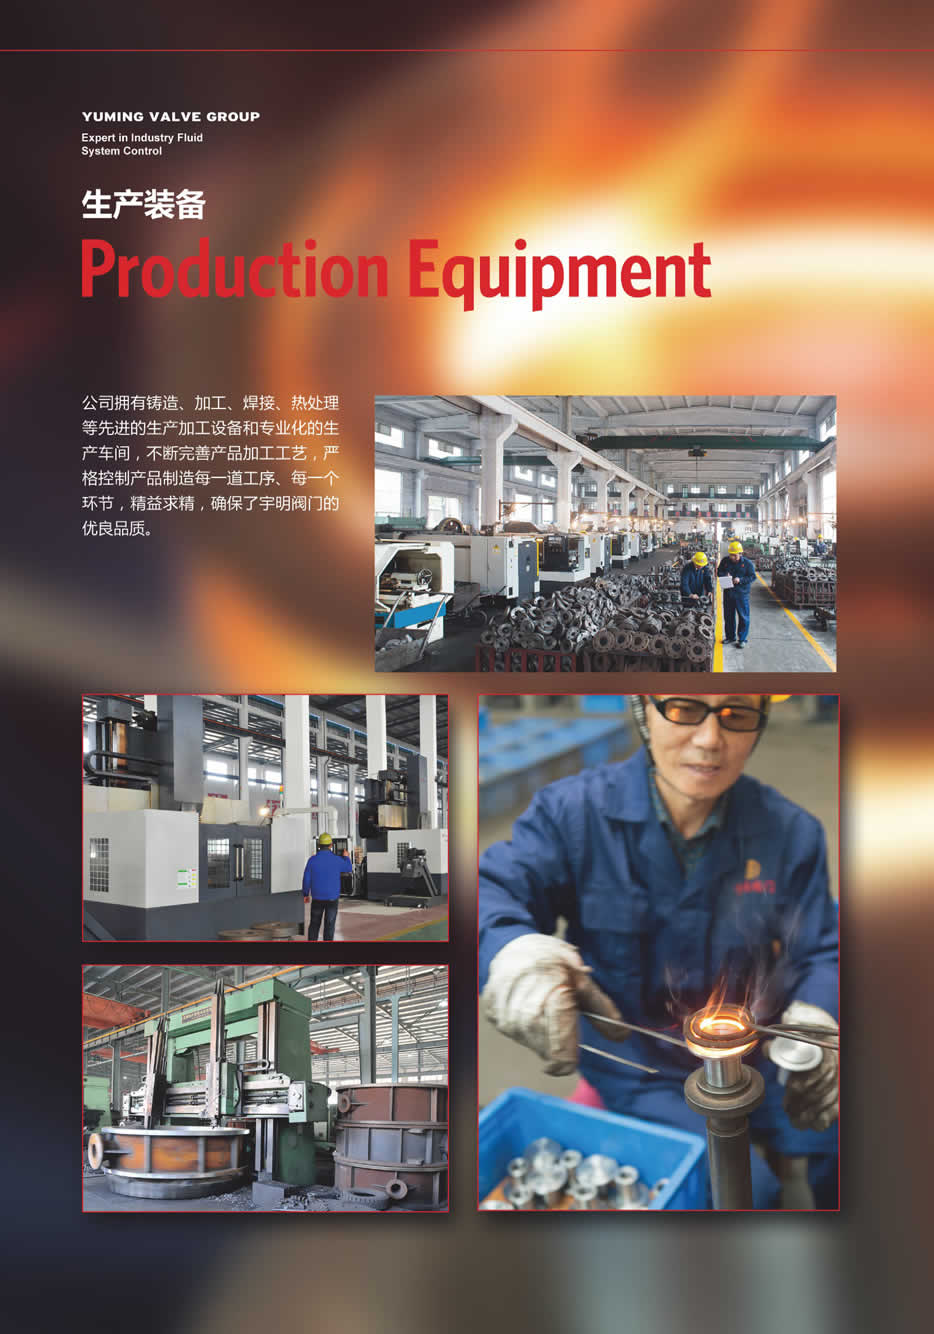 YUMING VALVE GROUP
Expert in Industry Fluid
System Control
生产装备
Production Equipment
公司拥有铸造、加工、焊接、热处理
等先进的生产加工设备和专业化的生
产车间，不断完善产品加工工艺，严
格控制产品制造每一道工序、每一个
环节，精益求精，确保了宇明阀门的
优良品质。